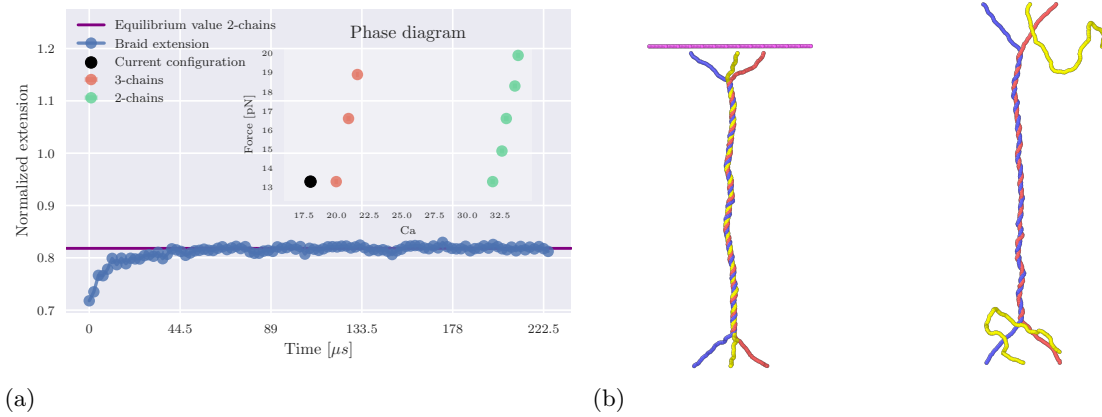 Equilibrium value 2-chains
Braid extension
Current configuration
3-chains
2-chains
Phase diagram
Force [pN]
20
19
18
17
16
15
14
13
17.5
20.0
22.5
25.0
27.5
30.0
32.5
Ca
Normalized extension
1.2
1.1
1.0
0.9
0.8
0.7
0
44.5
89
133.5
178
222.5
Time [μs]
(a)
(b)